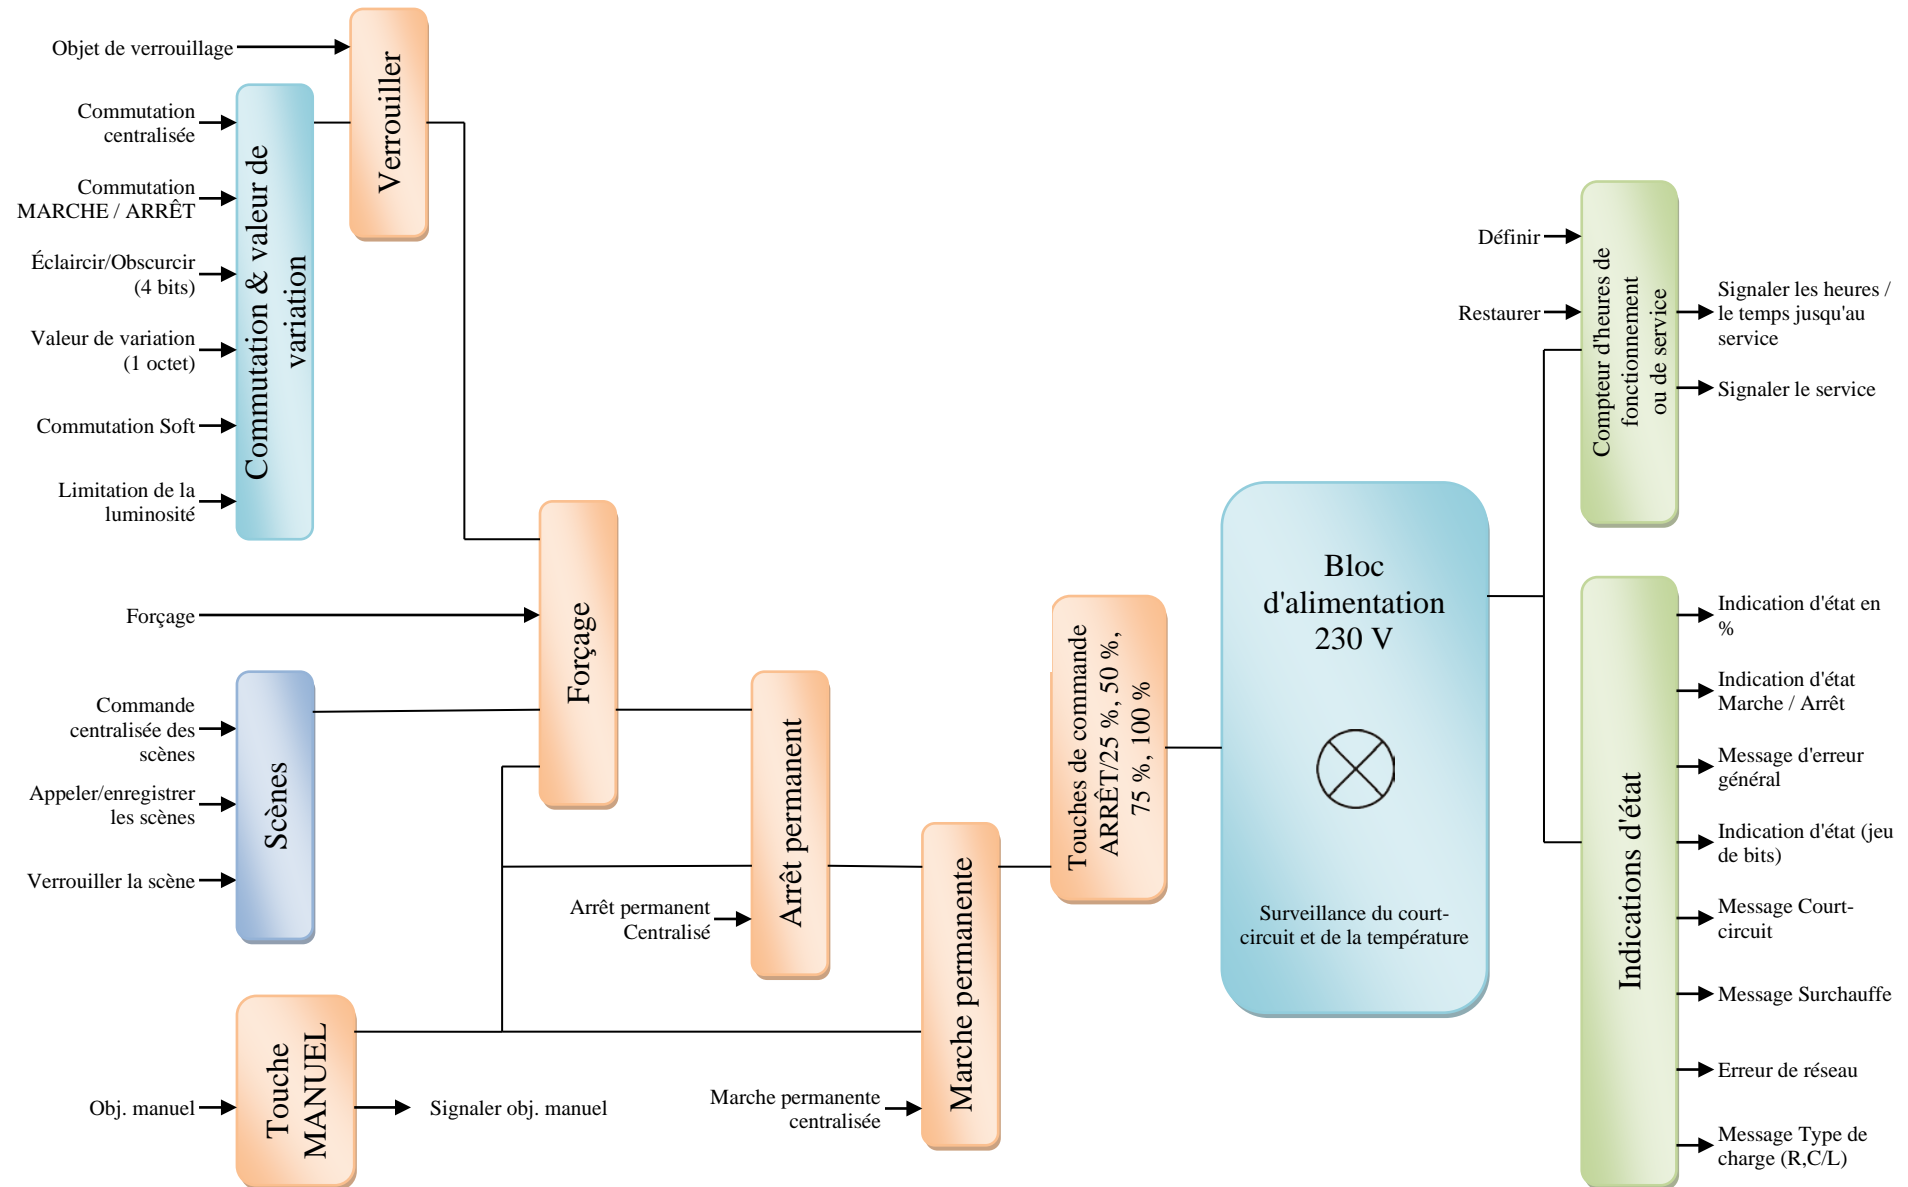 Objet de verrouillage
Verrouiller
Commutation
centralisée
Commutation
MARCHE / ARRÊT
Éclaircir/Obscurcir
(4 bits)
Valeur de variation
(1 octet)
Commutation Soft
Limitation de la
luminosité
Commutation & valeur de
variation
Forçage
Forçage
Commande
centralisée des
scènes
Appeler/enregistrer
les scènes
Verrouiller la scène
Scènes
Obj. manuel
Touche
MANUEL
Signaler obj. manuel
Arrêt permanent
Centralisé
Arrêt permanent
Marche permanente
centralisée
Marche permanente
Touches de commande
ARRÊT/25 %, 50 %,
75 %, 100 %
Bloc
d'alimentation
230 V
Surveillance du court-
circuit et de la température
Définir
Restaurer
Compteur d'heures de
fonctionnement
ou de service
Signaler les heures /
le temps jusqu'au
service
Signaler le service
Indications d'état
Indication d'état en
%
Indication d'état
Marche / Arrêt
Message d'erreur
général
Indication d'état (jeu
de bits)
Message Court-
circuit
Message Surchauffe
Erreur de réseau
Message Type de
charge (R,C/L)